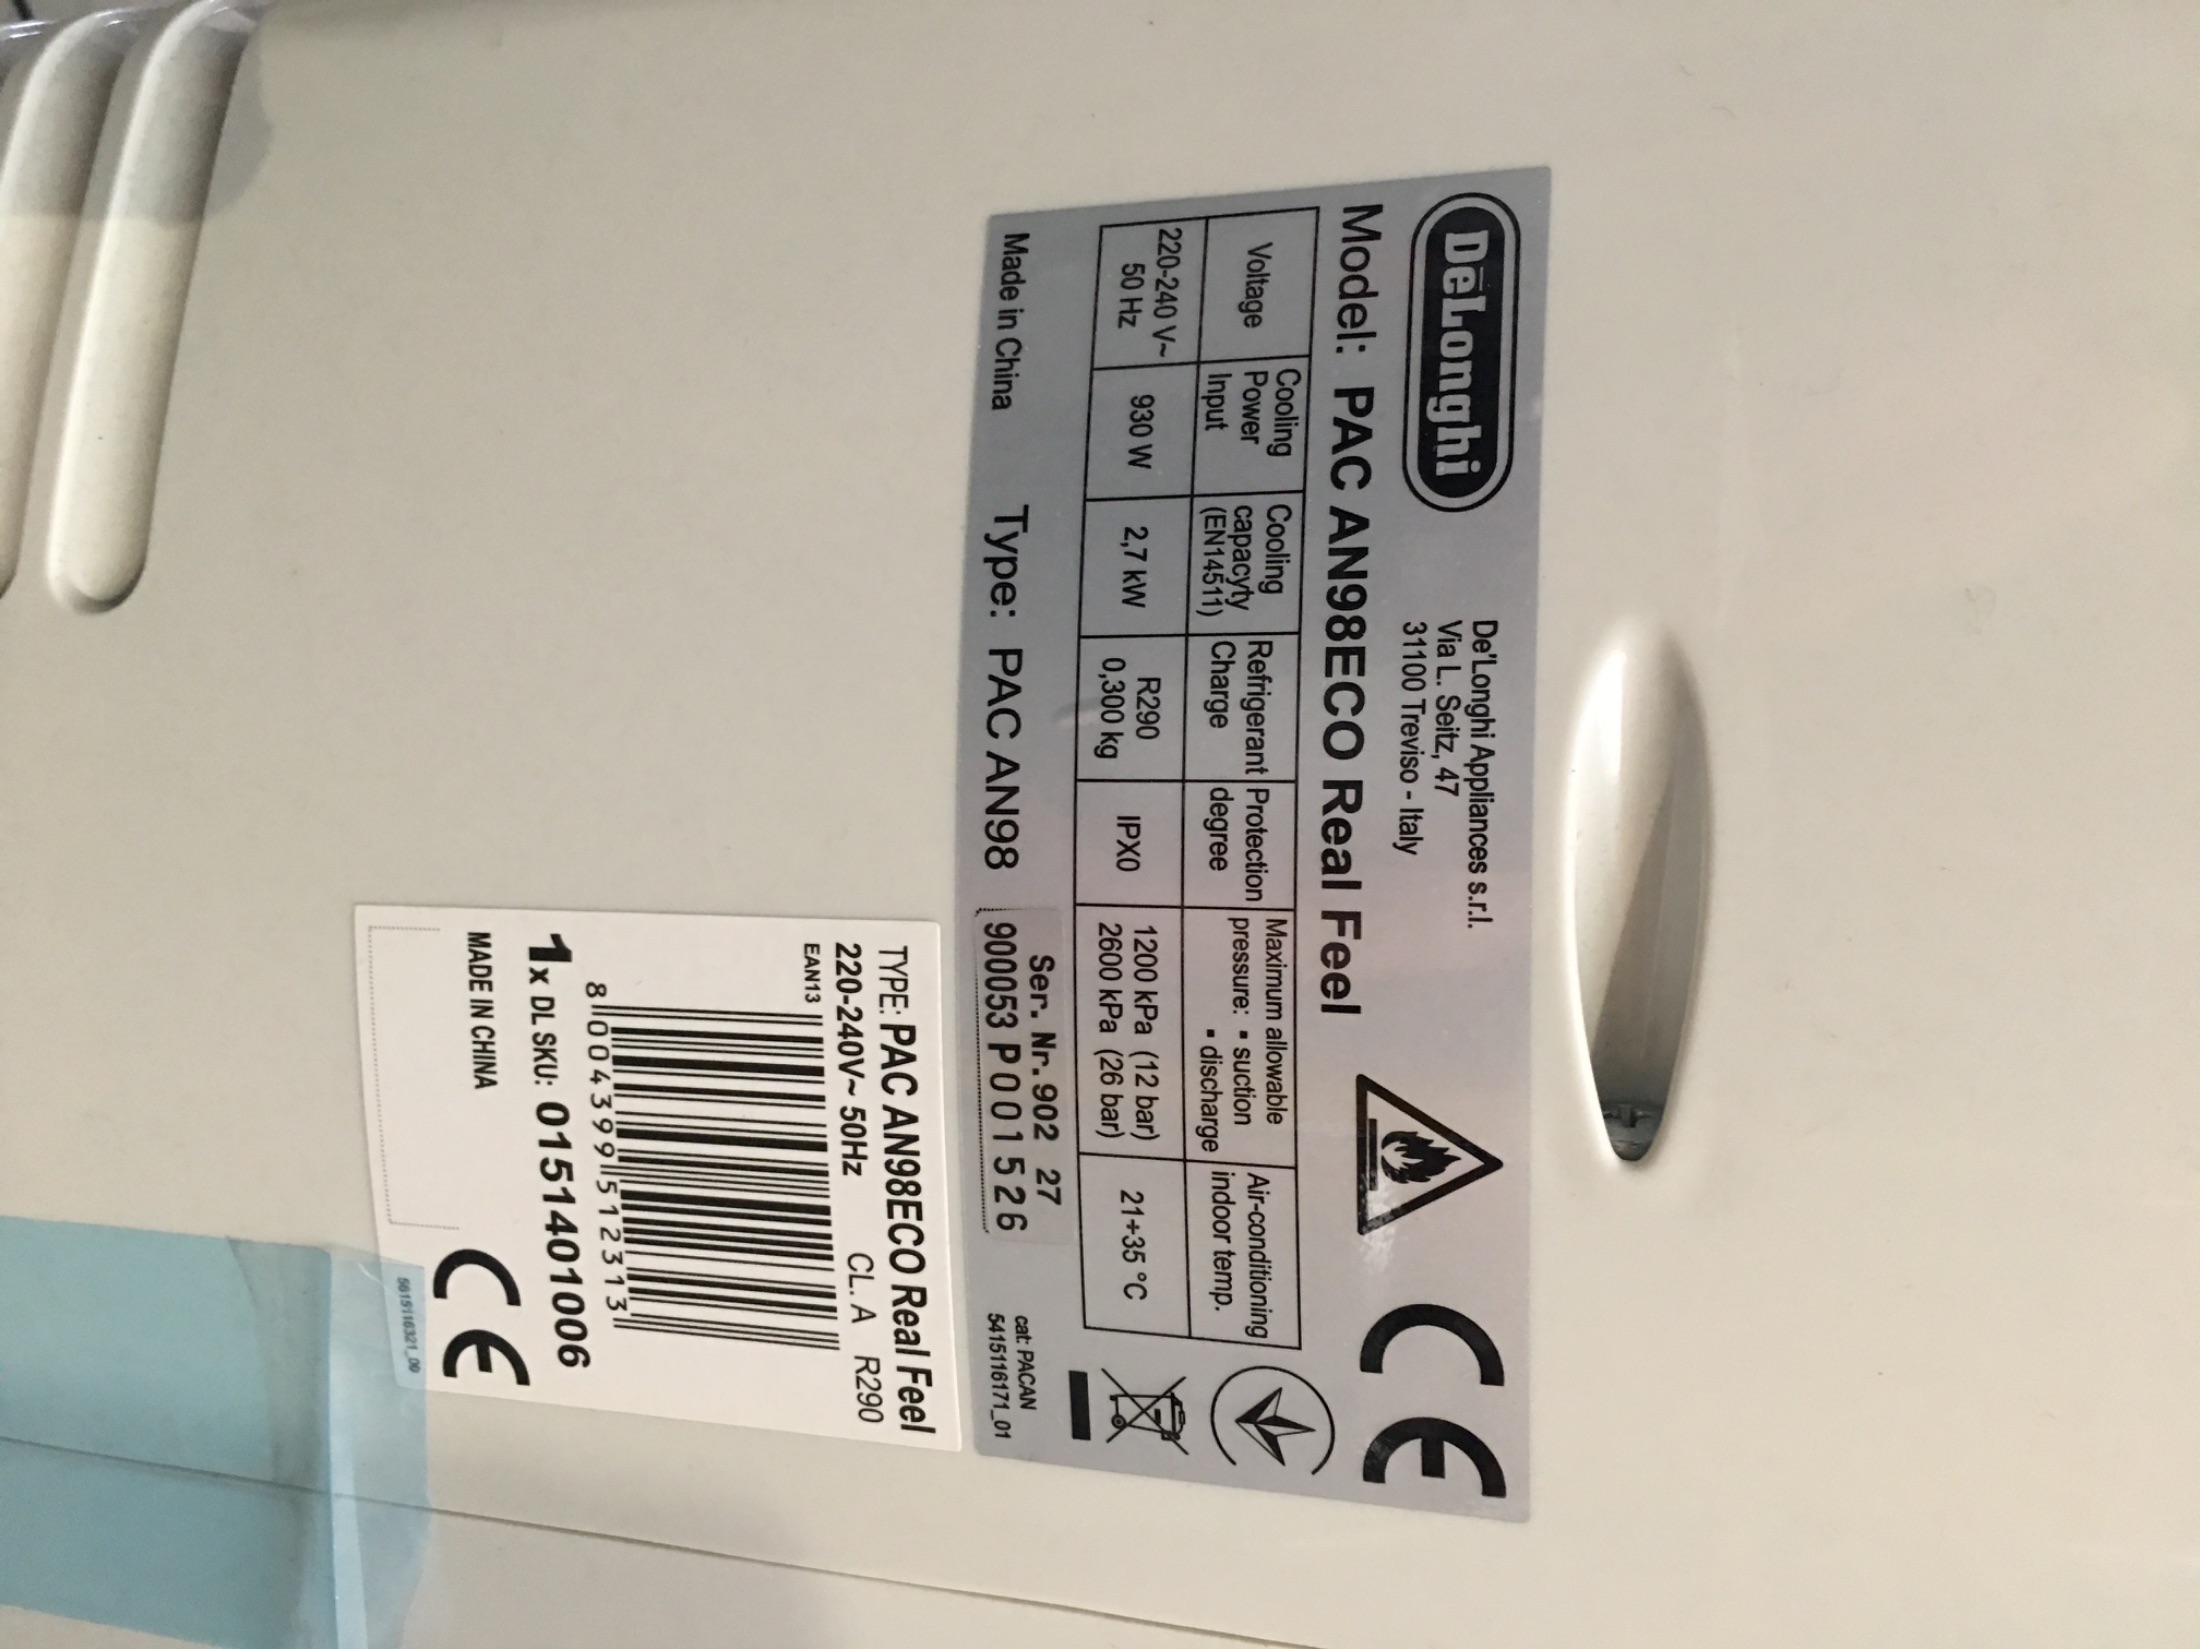 DeLonghi
De'Longhi Appliances s.r.l.
Via L. Seitz, 47
31100 Treviso - Italy
Model: PAC AN98ECO Real Feel
Voltage
Cooling
Power
Input
Cooling
capacyty
(EN14511)
Refrigerant
Charge
Protection
degree
Maximum allowable
pressure: ▪ suction
▪ discharge
Air-conditioning
indoor temp.
220-240 V~
50 Hz
930 W
2,7 kW
R290
0,300 kg
IPX0
1200 kPa (12 bar)
2600 kPa (26 bar)
21÷35 °C
Made in China
Type: PAC AN98
Ser. Nr. 902 27
900053 P001526
cat: PACAN
5415116171_01
CE
TYPE: PAC AN98ECO Real Feel
220-240V~ 50Hz CL. A R290
EAN13
8 004399 512313
1x DL SKU: 0151401006
MADE IN CHINA
CE
5615116321_00